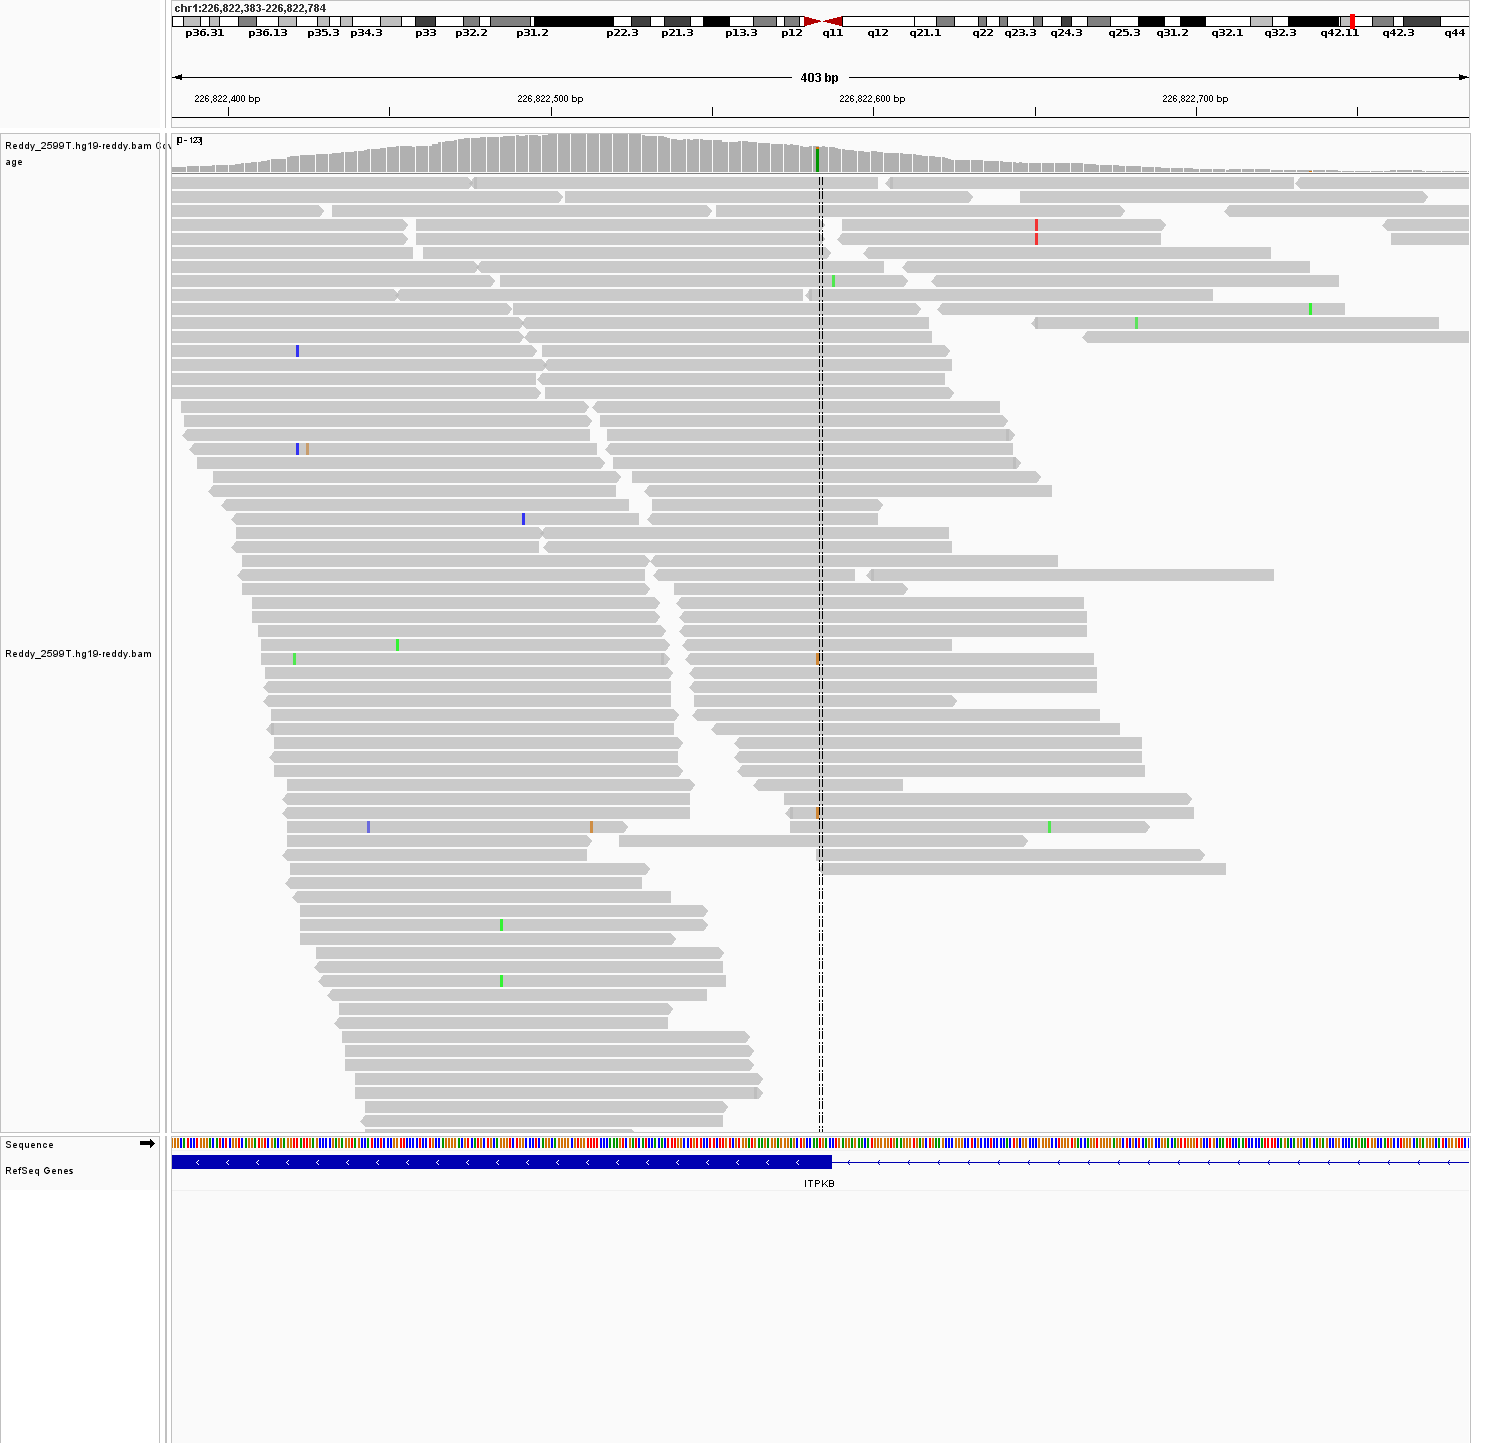 chr1:226,822,383-226,822,784
p36.31 p36.13 p35.3 p34.3 p33 p32.2 p31.2 p22.3 p21.3 p13.3 p12 q11 q12 q21.1 q22 q23.3 q24.3 q25.3 q31.2 q32.1 q32.3 q42.11 q42.3 q44
403 bp
226,822,400 bp 226,822,500 bp 226,822,600 bp 226,822,700 bp
Reddy_2599T.hg19-reddy.bam Cov
age
[0 - 123]
Reddy_2599T.hg19-reddy.bam
Sequence
RefSeq Genes
ITPKB